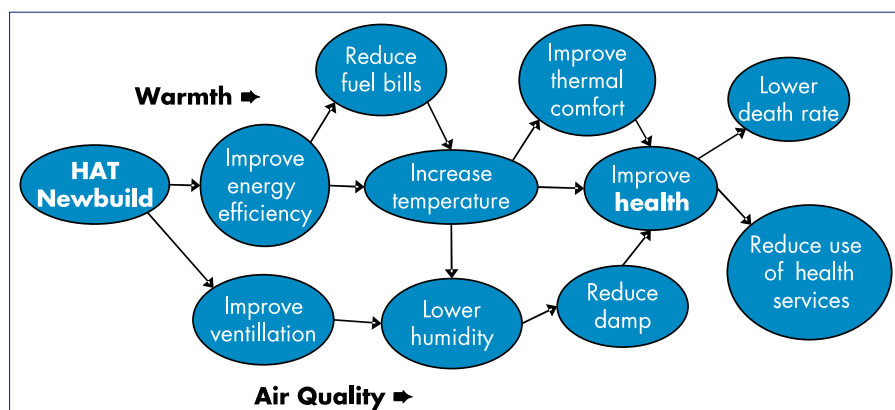 Warmth ➨
Reduce
fuel bills
Improve
thermal
comfort
Lower
death rate
HAT
Newbuild
Improve
energy
efficiency
Increase
temperature
Improve
health
Reduce use
of health
services
Improve
ventillation
Lower
humidity
Reduce
damp
Air Quality ➨